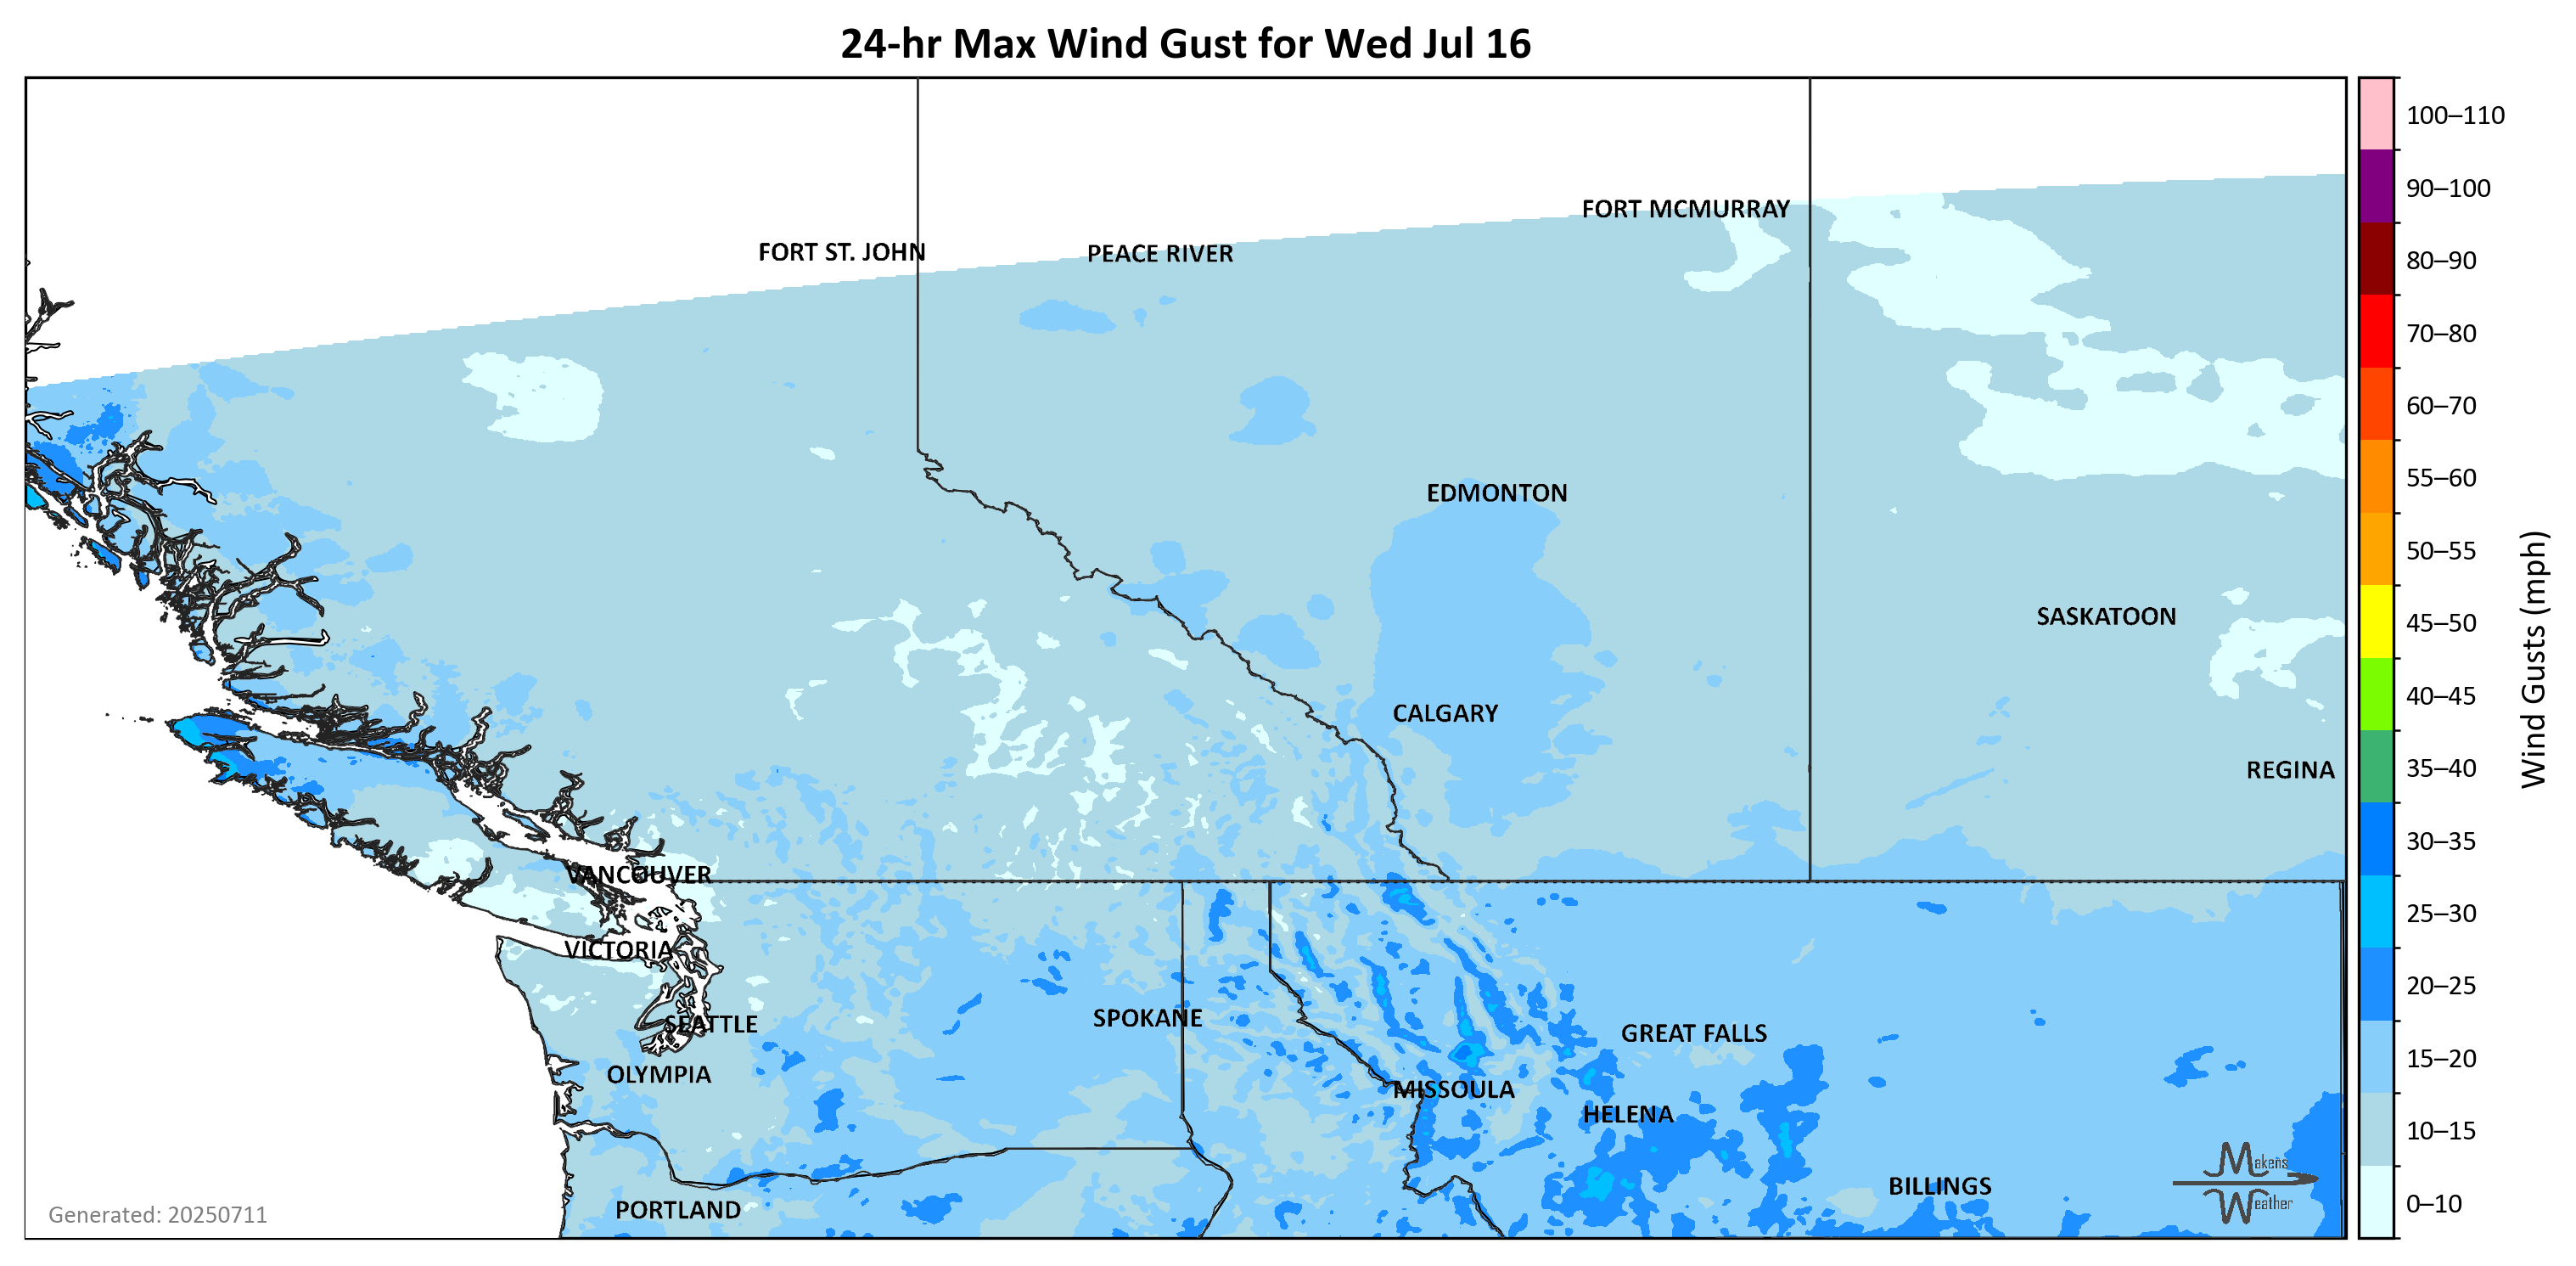 24-hr Max Wind Gust for Wed Jul 16
100–110
90–100
80–90
70–80
60–70
55–60
50–55
45–50
40–45
35–40
30–35
25–30
20–25
15–20
10–15
0–10
Wind Gusts (mph)
FORT MCMURRAY
FORT ST. JOHN
PEACE RIVER
EDMONTON
SASKATOON
CALGARY
REGINA
VANCOUVER
VICTORIA
SEATTLE
SPOKANE
GREAT FALLS
OLYMPIA
MISSOULA
HELENA
BILLINGS
PORTLAND
Makens
Weather
Generated: 20250711